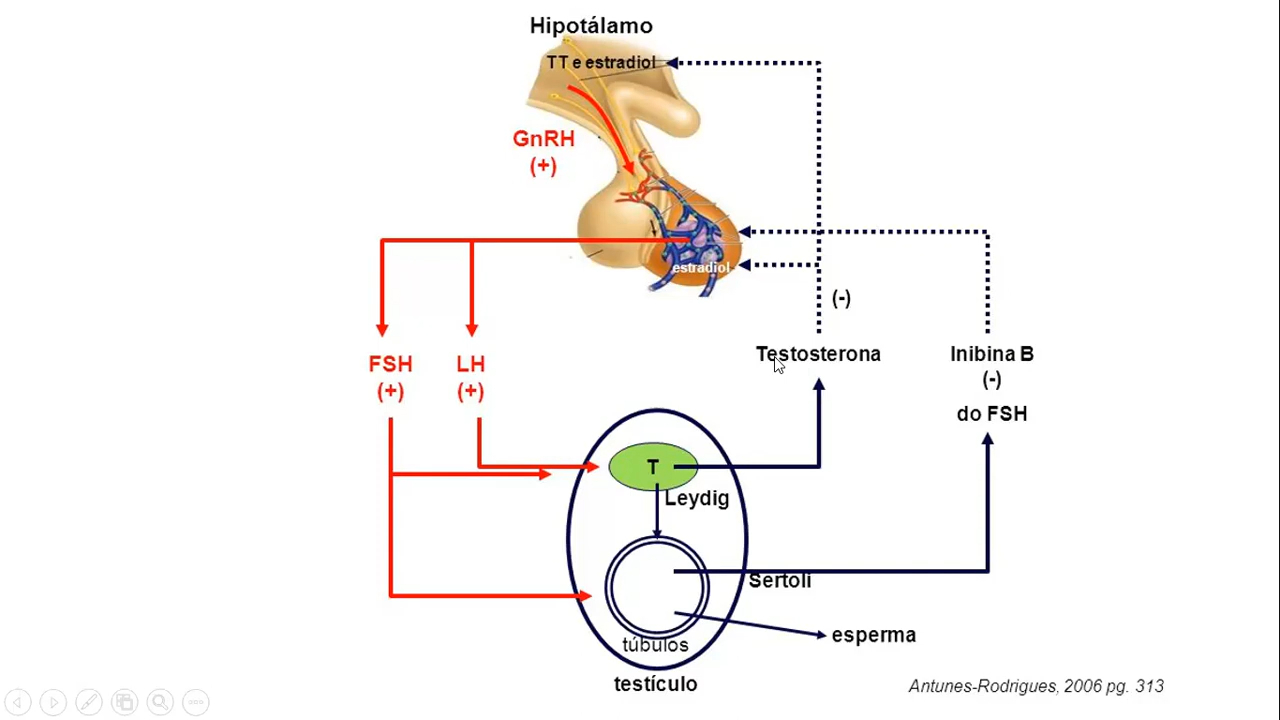 Hipotálamo
TT e estradiol
GnRH
(+)
estradiol
(-)
FSH
(+)
LH
(+)
Testosterona
Inibina B
(-)
do FSH
T
Leydig
Sertoli
esperma
túbulos
testículo
Antunes-Rodrigues, 2006 pg. 313